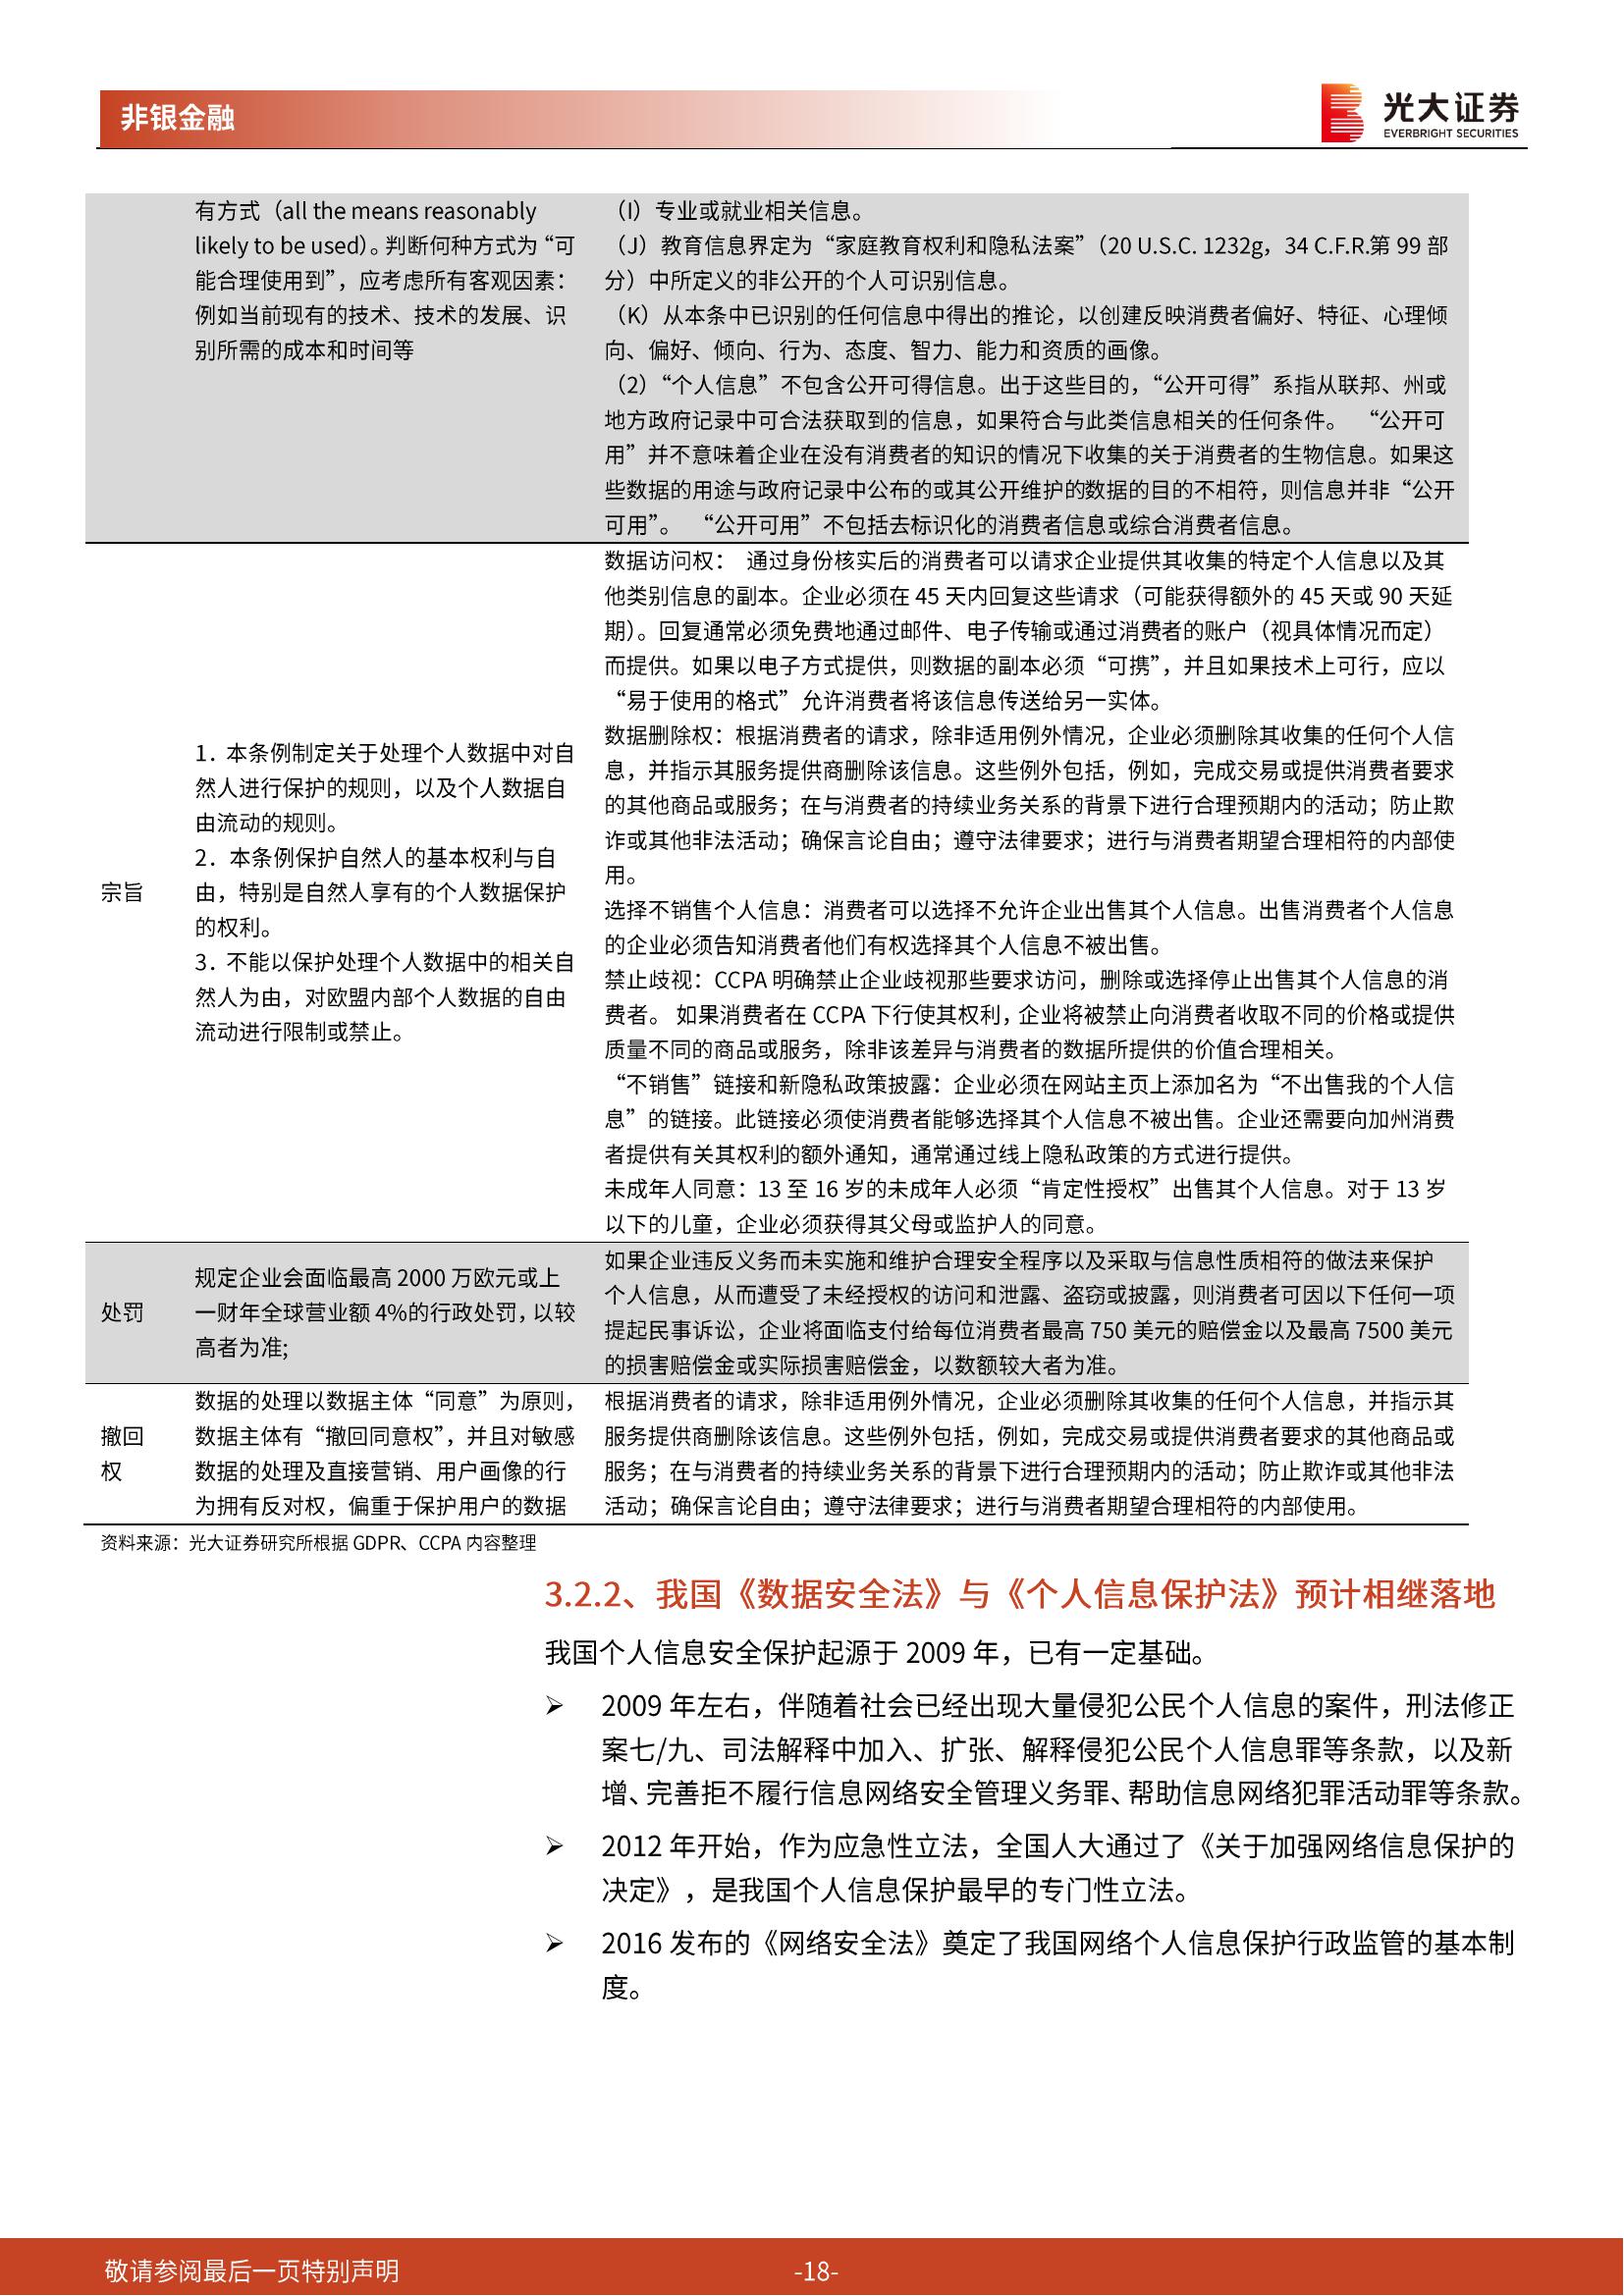 非银金融
光大证券
EVERBRIGHT SECURITIES
有方式（all the means reasonably
likely to be used）。判断何种方式为“可
能合理使用到”，应考虑所有客观因素：
例如当前现有的技术、技术的发展、识
别所需的成本和时间等
（I）专业或就业相关信息。
（J）教育信息界定为“家庭教育权利和隐私法案”（20 U.S.C. 1232g，34 C.F.R.第 99 部
分）中所定义的非公开的个人可识别信息。
（K）从本条中已识别的任何信息中得出的推论，以创建反映消费者偏好、特征、心理倾
向、偏好、倾向、行为、态度、智力、能力和资质的画像。
（2）“个人信息”不包含公开可得信息。出于这些目的，“公开可得”系指从联邦、州或
地方政府记录中可合法获取到的信息，如果符合与此类信息相关的任何条件。 “公开可
用”并不意味着企业在没有消费者的知识的情况下收集的关于消费者的生物信息。如果这
些数据的用途与政府记录中公布的或其公开维护的数据的目的不相符，则信息并非“公开
可用”。 “公开可用”不包括去标识化的消费者信息或综合消费者信息。
宗旨
1．本条例制定关于处理个人数据中对自
然人进行保护的规则，以及个人数据自
由流动的规则。
2．本条例保护自然人的基本权利与自
由，特别是自然人享有的个人数据保护
的权利。
3．不能以保护处理个人数据中的相关自
然人为由，对欧盟内部个人数据的自由
流动进行限制或禁止。
数据访问权： 通过身份核实后的消费者可以请求企业提供其收集的特定个人信息以及其
他类别信息的副本。企业必须在 45 天内回复这些请求（可能获得额外的 45 天或 90 天延
期）。回复通常必须免费地通过邮件、电子传输或通过消费者的账户（视具体情况而定）
而提供。如果以电子方式提供，则数据的副本必须“可携”，并且如果技术上可行，应以
“易于使用的格式”允许消费者将该信息传送给另一实体。
数据删除权：根据消费者的请求，除非适用例外情况，企业必须删除其收集的任何个人信
息，并指示其服务提供商删除该信息。这些例外包括，例如，完成交易或提供消费者要求
的其他商品或服务；在与消费者的持续业务关系的背景下进行合理预期内的活动；防止欺
诈或其他非法活动；确保言论自由；遵守法律要求；进行与消费者期望合理相符的内部使
用。
选择不销售个人信息：消费者可以选择不允许企业出售其个人信息。出售消费者个人信息
的企业必须告知消费者他们有权选择其个人信息不被出售。
禁止歧视：CCPA 明确禁止企业歧视那些要求访问，删除或选择停止出售其个人信息的消
费者。 如果消费者在 CCPA 下行使其权利，企业将被禁止向消费者收取不同的价格或提供
质量不同的商品或服务，除非该差异与消费者的数据所提供的价值合理相关。
“不销售”链接和新隐私政策披露：企业必须在网站主页上添加名为“不出售我的个人信
息”的链接。此链接必须使消费者能够选择其个人信息不被出售。企业还需要向加州消费
者提供有关其权利的额外通知，通常通过线上隐私政策的方式进行提供。
未成年人同意：13 至 16 岁的未成年人必须“肯定性授权”出售其个人信息。对于 13 岁
以下的儿童，企业必须获得其父母或监护人的同意。
处罚
规定企业会面临最高 2000 万欧元或上
一财年全球营业额 4%的行政处罚，以较
高者为准;
如果企业违反义务而未实施和维护合理安全程序以及采取与信息性质相符的做法来保护
个人信息，从而遭受了未经授权的访问和泄露、盗窃或披露，则消费者可因以下任何一项
提起民事诉讼，企业将面临支付给每位消费者最高 750 美元的赔偿金以及最高 7500 美元
的损害赔偿金或实际损害赔偿金，以数额较大者为准。
撤回
权
数据的处理以数据主体“同意”为原则，
数据主体有“撤回同意权”，并且对敏感
数据的处理及直接营销、用户画像的行
为拥有反对权，偏重于保护用户的数据
根据消费者的请求，除非适用例外情况，企业必须删除其收集的任何个人信息，并指示其
服务提供商删除该信息。这些例外包括，例如，完成交易或提供消费者要求的其他商品或
服务；在与消费者的持续业务关系的背景下进行合理预期内的活动；防止欺诈或其他非法
活动；确保言论自由；遵守法律要求；进行与消费者期望合理相符的内部使用。
资料来源：光大证券研究所根据 GDPR、CCPA 内容整理
3.2.2、我国《数据安全法》与《个人信息保护法》预计相继落地
我国个人信息安全保护起源于 2009 年，已有一定基础。
➢ 2009 年左右，伴随着社会已经出现大量侵犯公民个人信息的案件，刑法修正
案七/九、司法解释中加入、扩张、解释侵犯公民个人信息罪等条款，以及新
增、完善拒不履行信息网络安全管理义务罪、帮助信息网络犯罪活动罪等条款。
➢ 2012 年开始，作为应急性立法，全国人大通过了《关于加强网络信息保护的
决定》，是我国个人信息保护最早的专门性立法。
➢ 2016 发布的《网络安全法》奠定了我国网络个人信息保护行政监管的基本制
度。
敬请参阅最后一页特别声明
-18-